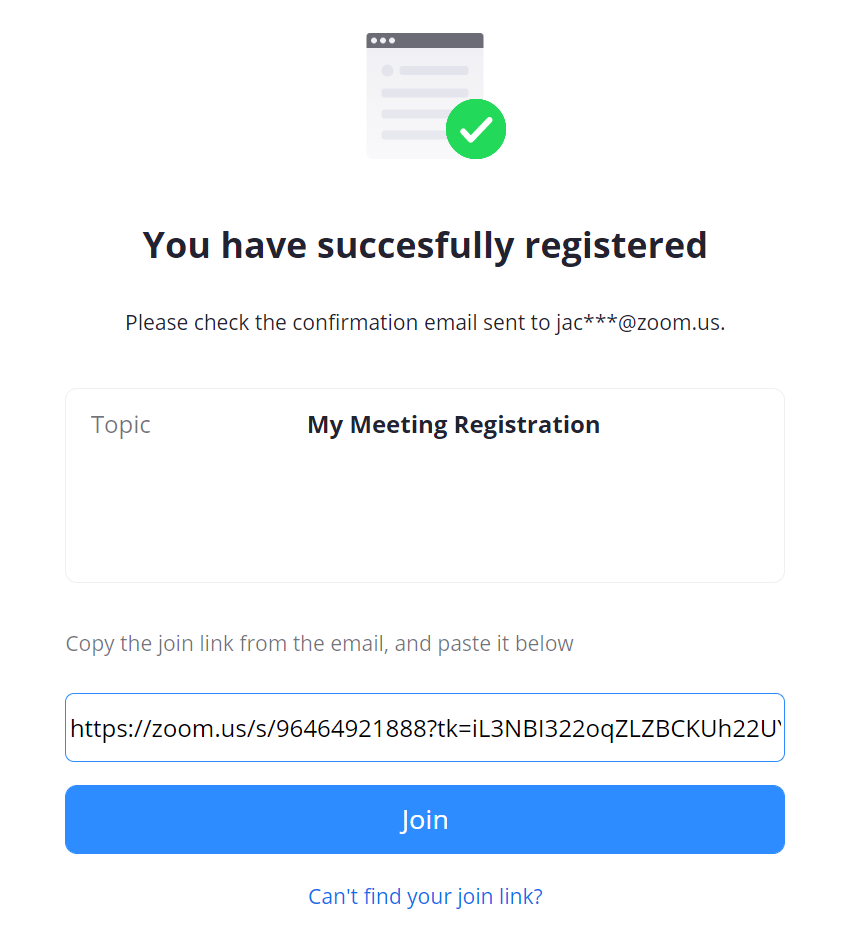 You have succesfully registered
Please check the confirmation email sent to jac***@zoom.us.
Topic
My Meeting Registration
Copy the join link from the email, and paste it below
https://zoom.us/s/96464921888?tk=iL3NBI322oqZLZBCKUh22U
Join
Can't find your join link?